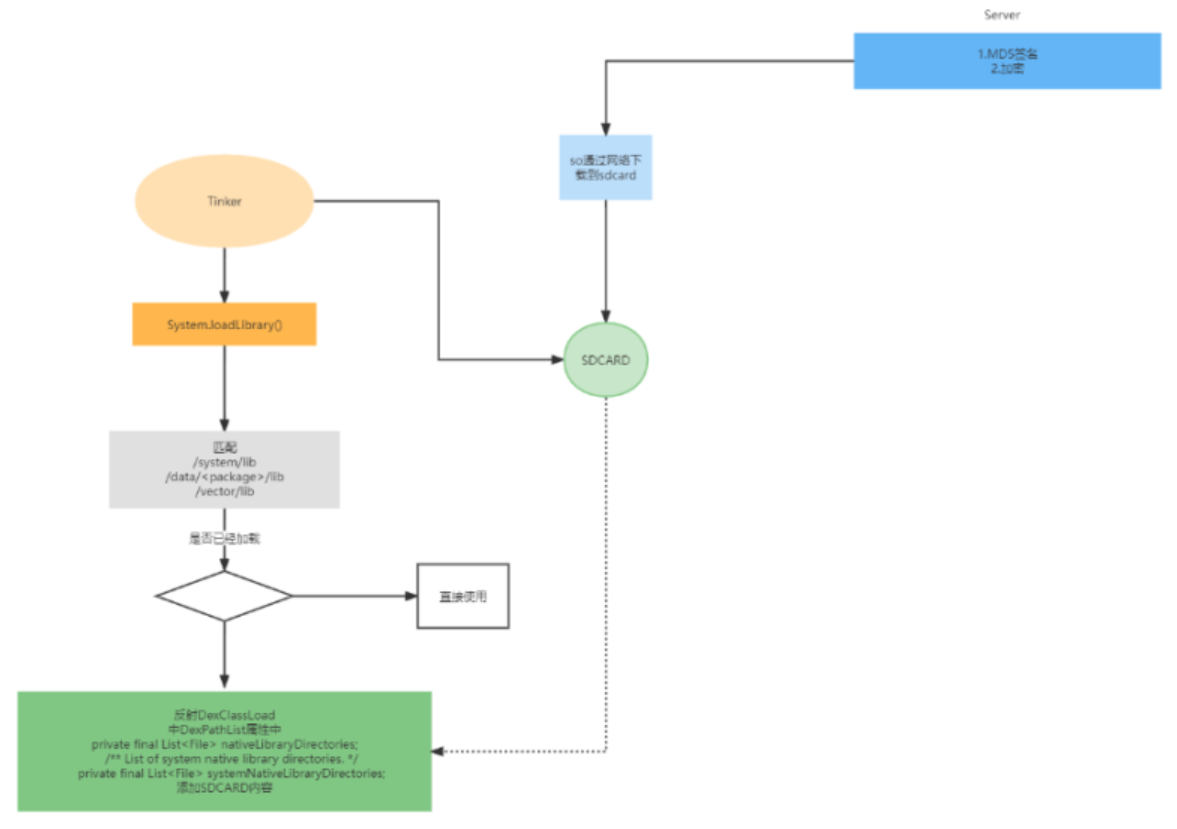 Server
1.MD5签名
2.加密
so通过网络下
载到sdcard
Tinker
System.loadLibrary()
SDCARD
匹配
/system/lib
/data/<package>/lib
/vector/lib
是否已经加载
直接使用
反射DexClassLoad
中DexPathList属性中
private final List<File> nativeLibraryDirectories;
/** List of system native library directories. */
private final List<File> systemNativeLibraryDirectories;
添加SDCARD内容